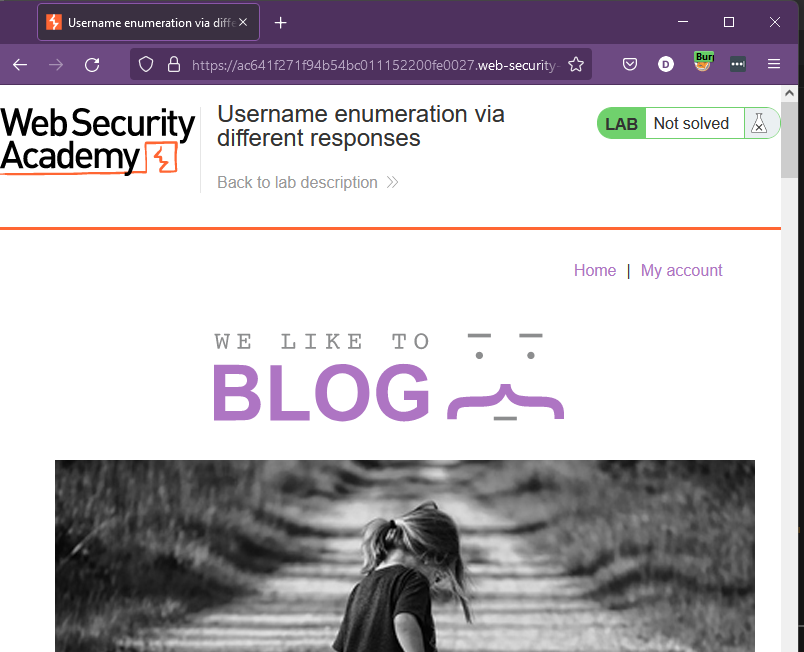 Username enumeration via diffe
https://ac641f271f94b54bc011152200fe0027.web-security-
D
Burp
Web Security
Academy
Username enumeration via
different responses
Back to lab description
LAB Not solved
Home | My account
WE LIKE TO
BLOG